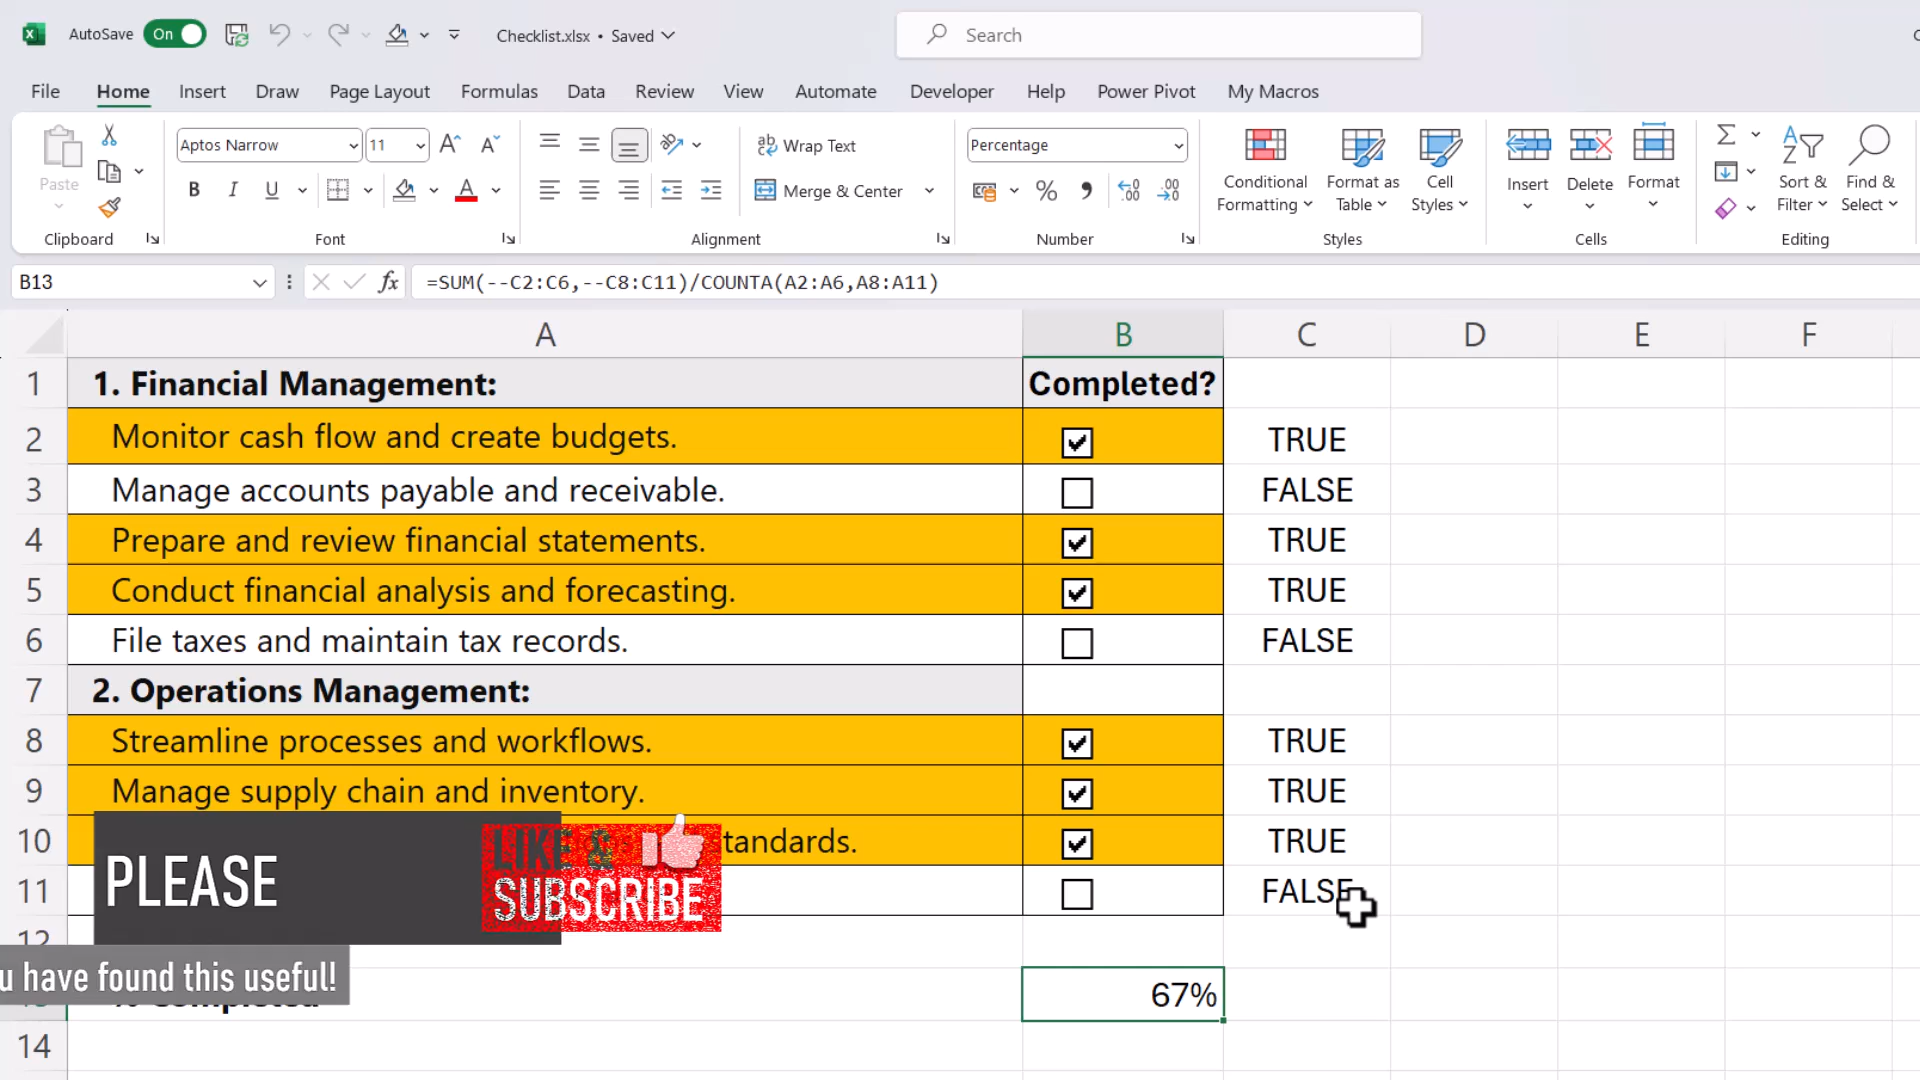 AutoSave On Checklist.xlsx • Saved Search
File Home Insert Draw Page Layout Formulas Data Review View Automate Developer Help Power Pivot My Macros
Paste
Clipboard
Aptos Narrow 11
B I U A
Font
Wrap Text
Merge & Center
Alignment
Percentage
Number
Conditional Formatting
Format as Table
Cell Styles
Styles
Insert Delete Format
Cells
Sort & Filter
Find & Select
Editing
B13 fx =SUM(--C2:C6,--C8:C11)/COUNTA(A2:A6,A8:A11)
A B C D E F
1 1. Financial Management: Completed?
2 Monitor cash flow and create budgets. TRUE
3 Manage accounts payable and receivable. FALSE
4 Prepare and review financial statements. TRUE
5 Conduct financial analysis and forecasting. TRUE
6 File taxes and maintain tax records. FALSE
7 2. Operations Management:
8 Streamline processes and workflows. TRUE
9 Manage supply chain and inventory. TRUE
10 tandards. TRUE
11 FALSE
PLEASE
LIKE &
SUBSCRIBE
12
u have found this useful!
% Completed 67%
14